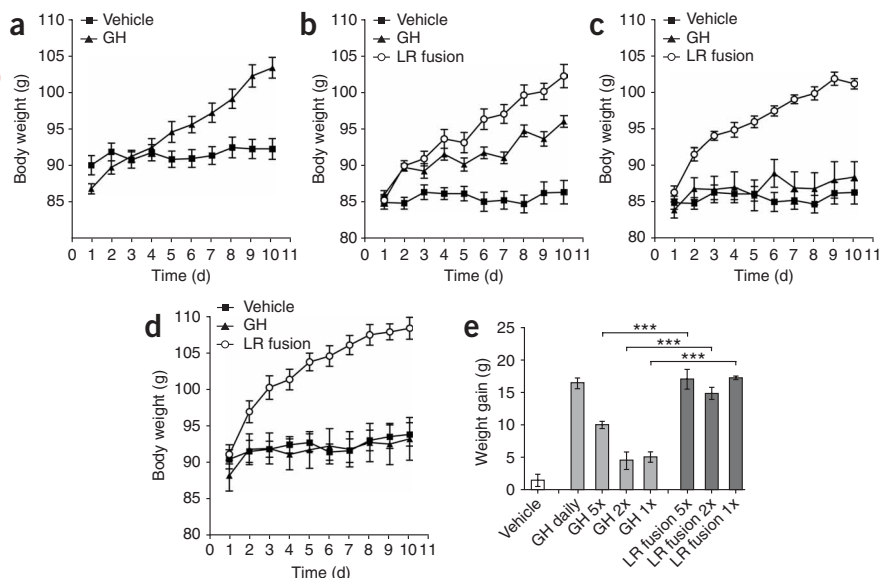 a
Vehicle
GH
Body weight (g)
110
105
100
95
90
85
80
0 1 2 3 4 5 6 7 8 9 10 11
Time (d)
b
Vehicle
GH
LR fusion
Body weight (g)
110
105
100
95
90
85
80
0 1 2 3 4 5 6 7 8 9 10 11
Time (d)
c
Vehicle
GH
LR fusion
Body weight (g)
110
105
100
95
90
85
80
0 1 2 3 4 5 6 7 8 9 10 11
Time (d)
d
Vehicle
GH
LR fusion
Body weight (g)
110
105
100
95
90
85
80
0 1 2 3 4 5 6 7 8 9 10 11
Time (d)
e
Weight gain (g)
25
20
15
10
5
0
***
***
***
Vehicle
GH daily
GH 5x
GH 2x
GH 1x
LR fusion 5x
LR fusion 2x
LR fusion 1x